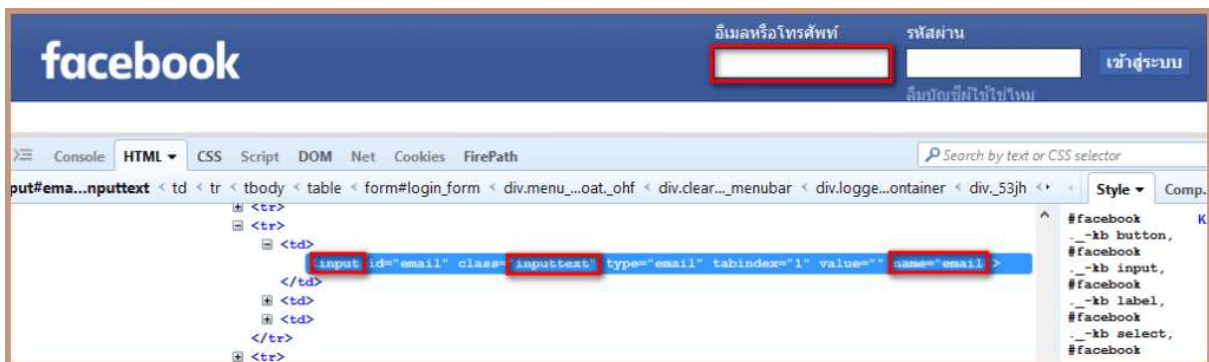 facebook
อีเมลหรือโทรศัพท์
รหัสผ่าน
เข้าสู่ระบบ
ลืมบัญชีผู้ใช้ใช่ไหม
Console HTML CSS Script DOM Net Cookies FirePath
Search by text or CSS selector
put#ema...nputtext < td < tr < tbody < table < form#login_form < div.menu_...oat._ohf < div.clear..._menubar < div.logge...ontainer < div._53jh <
Style Comp.
<tr>
<tr>
<td>
<input id="email" class="inputtext" type="email" tabindex="1" value="" name="email">
</td>
<td>
<td>
</tr>
<tr>
#facebook K
._-kb button,
#facebook
._-kb input,
#facebook
._-kb label,
#facebook
._-kb select,
#facebook